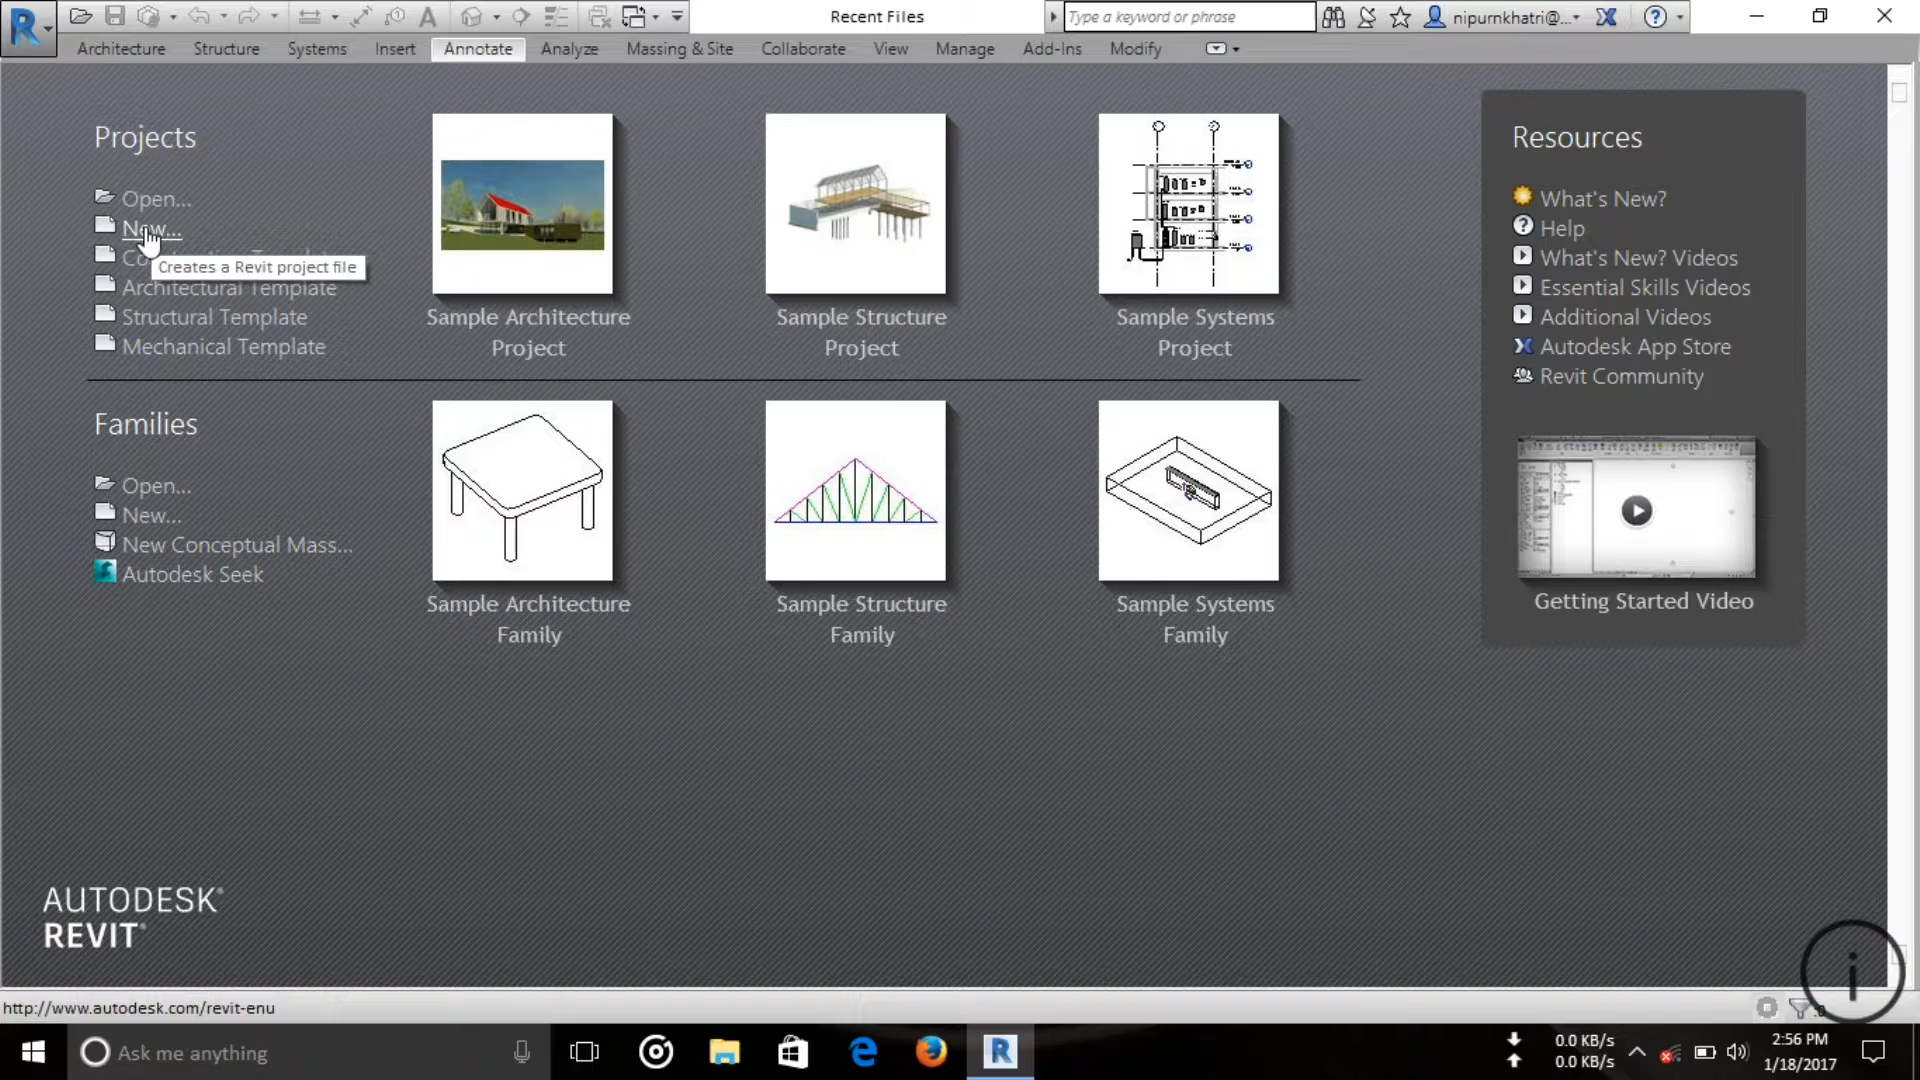 Recent Files
Type a keyword or phrase
nipurnkhatri@...
Architecture Structure Systems Insert Annotate Analyze Massing & Site Collaborate View Manage Add-Ins Modify
Projects
Open...
New...
Creates a Revit project file
Architectural Template
Structural Template
Mechanical Template
Sample Architecture
Project
Sample Structure
Project
Sample Systems
Project
Families
Open...
New...
New Conceptual Mass...
Autodesk Seek
Sample Architecture
Family
Sample Structure
Family
Sample Systems
Family
Resources
What's New?
Help
What's New? Videos
Essential Skills Videos
Additional Videos
Autodesk App Store
Revit Community
Getting Started Video
AUTODESK®
REVIT®
http://www.autodesk.com/revit-enu
:0
Ask me anything
0.0 KB/s
0.0 KB/s
2:56 PM
1/18/2017